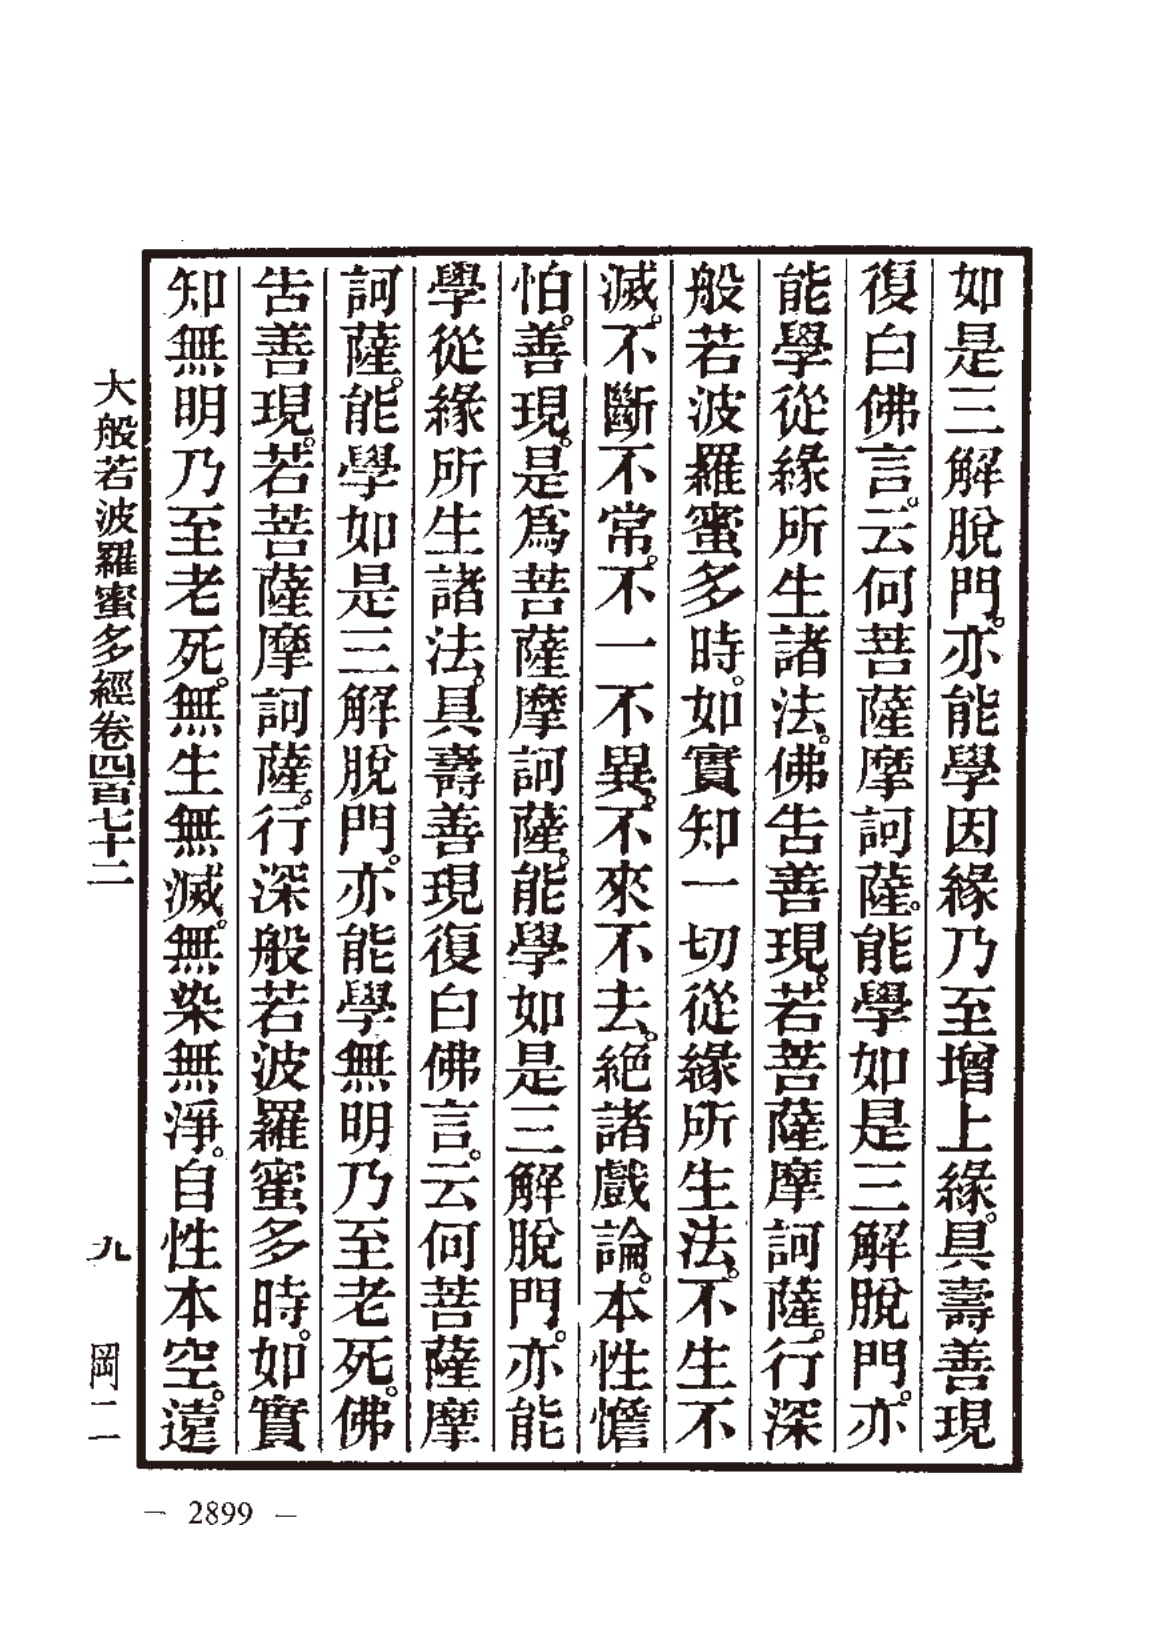 如是三解脫門。亦能學因緣乃至增上緣。具壽善現
復白佛言。云何菩薩摩訶薩。能學如是三解脫門。亦
能學從緣所生諸法。佛告善現。若菩薩摩訶薩。行深
般若波羅蜜多時。如實知一切從緣所生法。不生不
滅。不斷不常。不一不異。不來不去。絕諸戲論。本性憺
怕。善現。是爲菩薩摩訶薩。能學如是三解脫門。亦能
學從緣所生諸法。具壽善現復白佛言。云何菩薩摩
訶薩。能學如是三解脫門。亦能學無明乃至老死。佛
告善現。若菩薩摩訶薩。行深般若波羅蜜多時。如實
知無明乃至老死。無生無滅。無染無淨。自性本空。遠
大般若波羅蜜多經卷四百七十二 九 岡二
— 2899 —